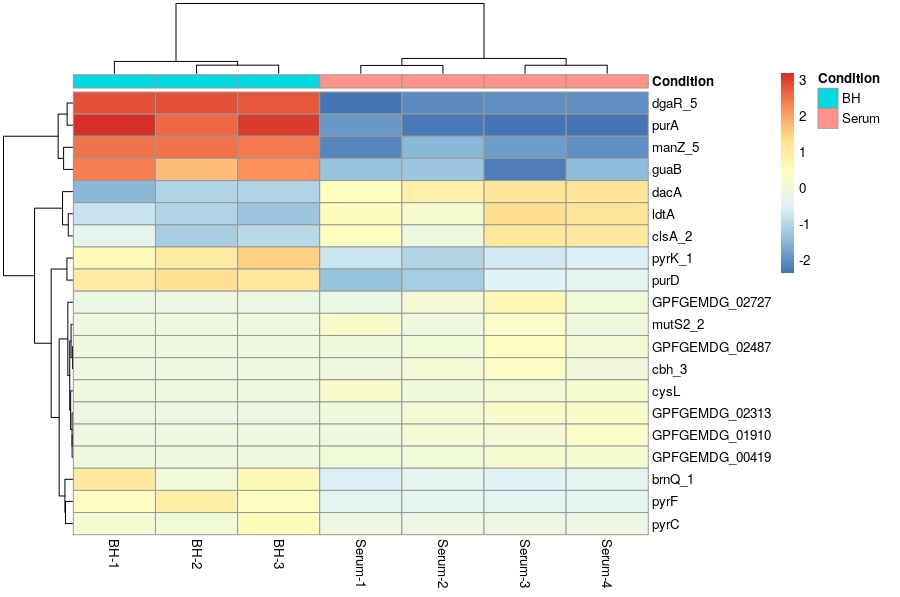 Condition
dgaR_5
purA
manZ_5
guaB
dacA
ldtA
clsA_2
pyrK_1
purD
GPFGEMDG_02727
mutS2_2
GPFGEMDG_02487
cbh_3
cysL
GPFGEMDG_02313
GPFGEMDG_01910
GPFGEMDG_00419
brnQ_1
pyrF
pyrC
BH-1
BH-2
BH-3
Serum-1
Serum-2
Serum-3
Serum-4
3
2
1
0
-1
-2
Condition
BH
Serum